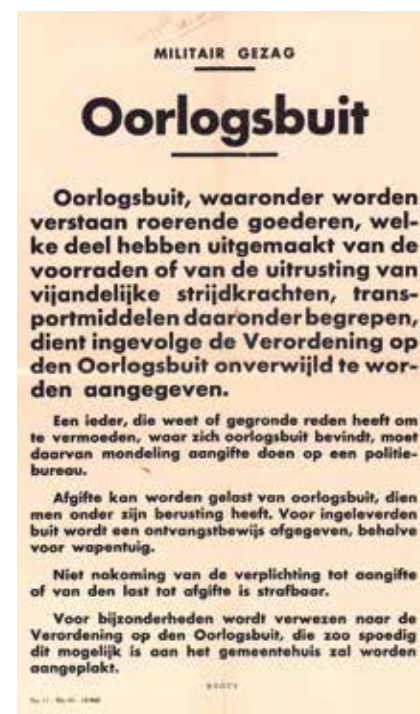 MILITAIR GEZAG
Oorlogsbuit
Oorlogsbuit, waaronder worden
verstaan roerende goederen, wel-
ke deel hebben uitgemaakt van de
voorraden of van de uitrusting van
vijandelijke strijdkrachten, trans-
portmiddelen daaronder begrepen,
dient ingevolge de Verordening op
den Oorlogsbuit onverwijld te wor-
den aangegeven.
Een ieder, die weet of gegronde reden heeft om
te vermoeden, waar zich oorlogsbuit bevindt, moet
daarvan mondeling aangifte doen op een politie-
bureau.
Afgifte kan worden gelast van oorlogsbuit, dien
men onder zijn berusting heeft. Voor ingeleverden
buit wordt een ontvangstbewijs afgegeven, behalve
voor wapentuig.
Niet nakoming van de verplichting tot aangifte
of van den last tot afgifte is strafbaar.
Voor bijzonderheden wordt verwezen naar de
Verordening op den Oorlogsbuit, die zoo spoedig
dit mogelijk is aan het gemeentehuis zal worden
aangeplakt.